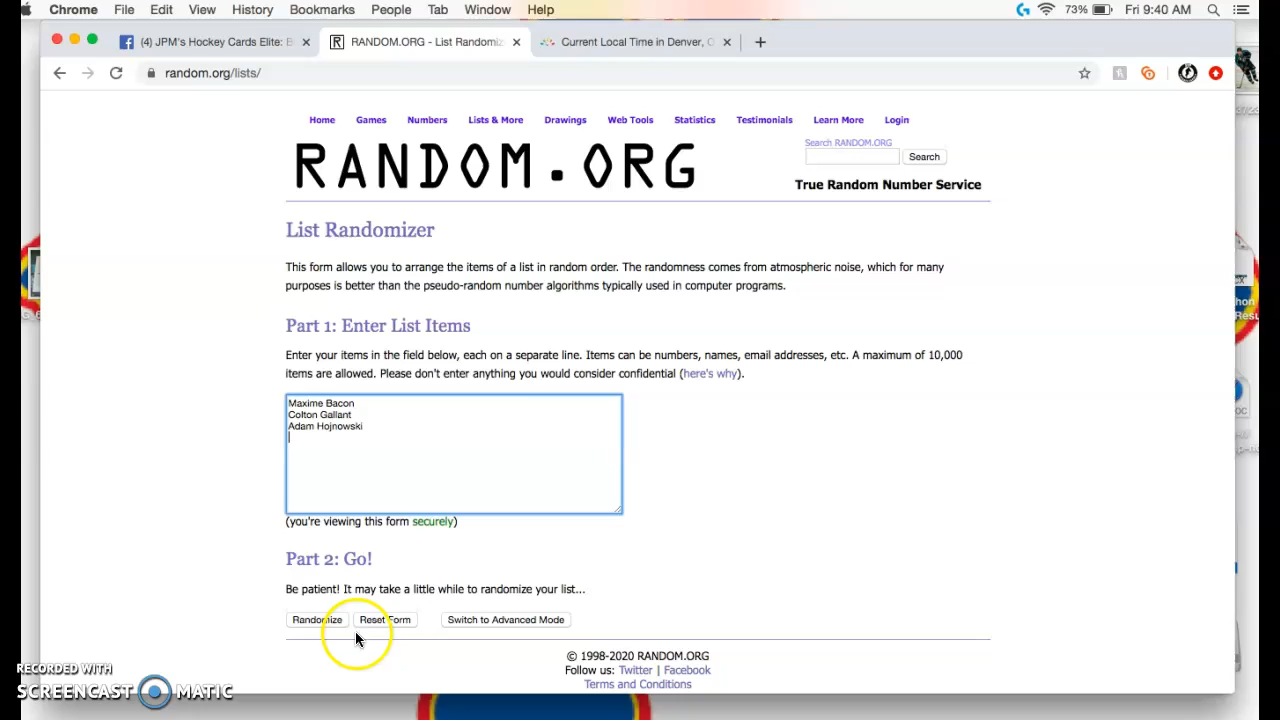 Chrome File Edit View History Bookmarks People Tab Window Help 73% Fri 9:40 AM
(4) JPM's Hockey Cards Elite: B RANDOM.ORG - List Randomiz Current Local Time in Denver, C
random.org/lists/
Home Games Numbers Lists & More Drawings Web Tools Statistics Testimonials Learn More Login
RANDOM.ORG
Search RANDOM.ORG
Search
True Random Number Service
List Randomizer
This form allows you to arrange the items of a list in random order. The randomness comes from atmospheric noise, which for many
purposes is better than the pseudo-random number algorithms typically used in computer programs.
Part 1: Enter List Items
Enter your items in the field below, each on a separate line. Items can be numbers, names, email addresses, etc. A maximum of 10,000
items are allowed. Please don't enter anything you would consider confidential (here's why).
Maxime Bacon
Colton Gallant
Adam Hojnowski
(you're viewing this form securely)
Part 2: Go!
Be patient! It may take a little while to randomize your list...
Randomize Reset Form Switch to Advanced Mode
© 1998-2020 RANDOM.ORG
Follow us: Twitter | Facebook
Terms and Conditions
RECORDED WITH
SCREENCAST MATIC